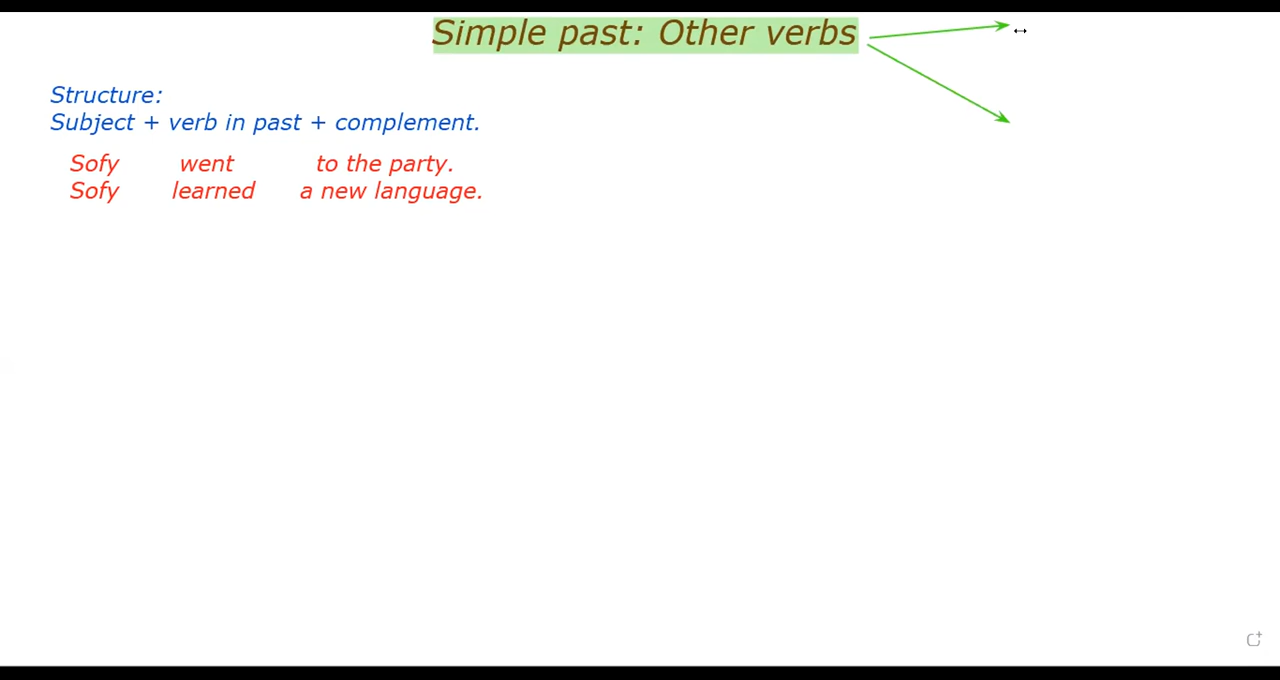 Simple past: Other verbs
Structure:
Subject + verb in past + complement.
Sofy went to the party.
Sofy learned a new language.